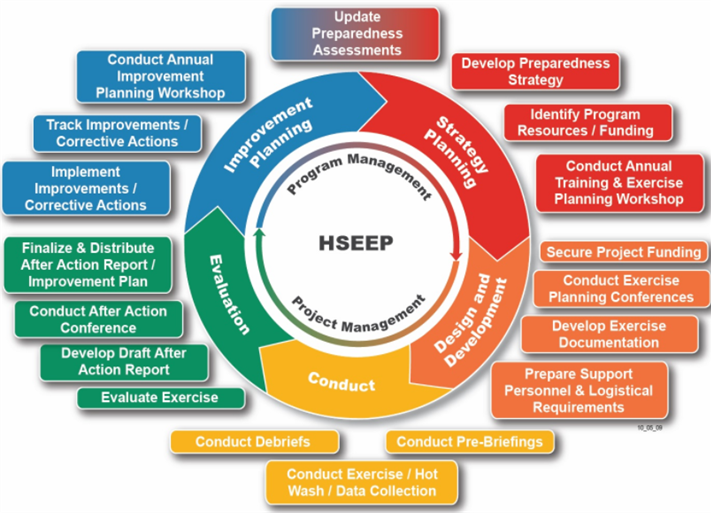 Update
Preparedness
Assessments
Develop Preparedness
Strategy
Identify Program
Resources / Funding
Conduct Annual
Training & Exercise
Planning Workshop
Secure Project Funding
Conduct Exercise
Planning Conferences
Develop Exercise
Documentation
Prepare Support
Personnel & Logistical
Requirements
10_05_09
Conduct Pre-Briefings
Conduct Exercise / Hot
Wash / Data Collection
Conduct Debriefs
Evaluate Exercise
Develop Draft After
Action Report
Conduct After Action
Conference
Finalize & Distribute
After Action Report /
Improvement Plan
Implement
Improvements /
Corrective Actions
Track Improvements /
Corrective Actions
Conduct Annual
Improvement
Planning Workshop
Strategy
Planning
Design and
Development
Conduct
Evaluation
Improvement
Planning
Program Management
HSEEP
Project Management